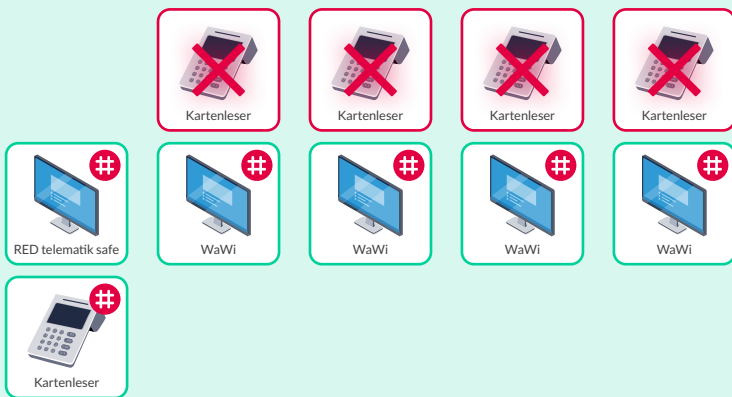 Kartenleser Kartenleser Kartenleser Kartenleser
# # # # #
RED telematik safe WaWi WaWi WaWi WaWi
#
Kartenleser